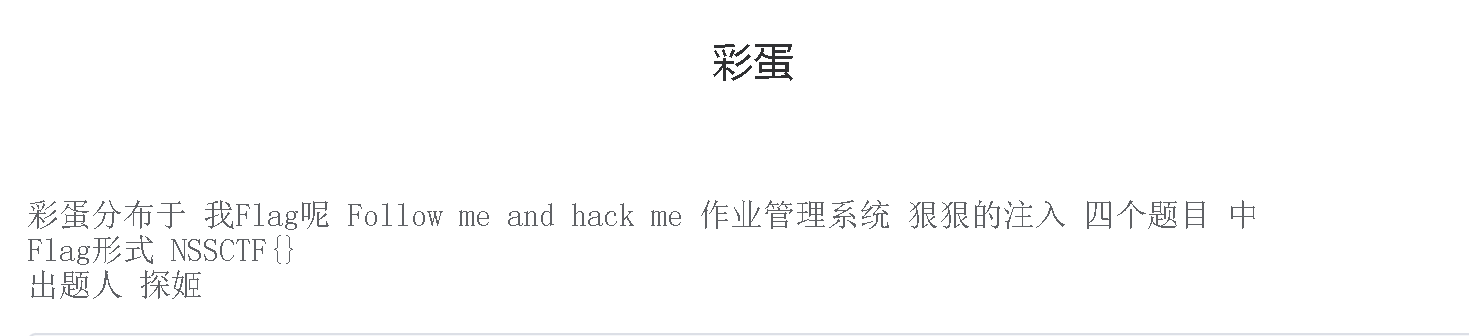 彩蛋
彩蛋分布于 我Flag呢 Follow me and hack me 作业管理系统 狠狠的注入 四个题目 中
Flag形式 NSSCTF{}
出题人 探姬